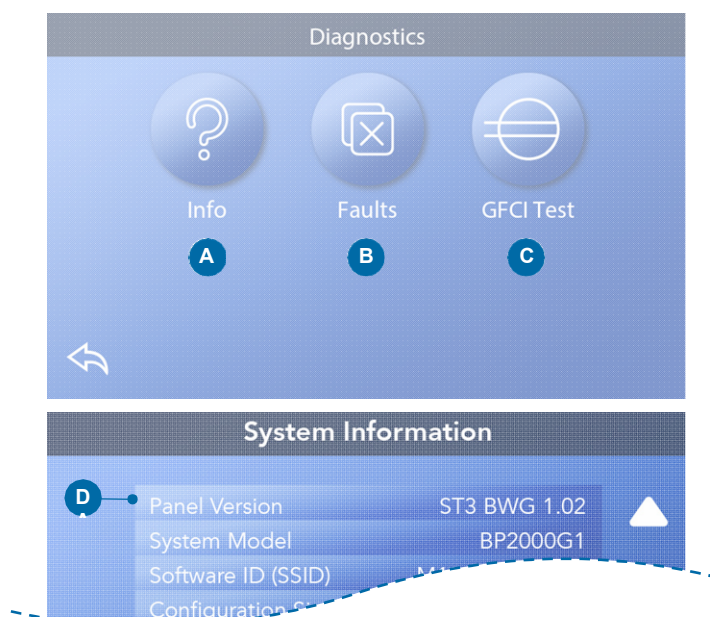 Diagnostics
Info Faults GFCI Test
A B C
System Information
D
Panel Version ST3 BWG 1.02
System Model BP2000G1
Software ID (SSID)
Configuration